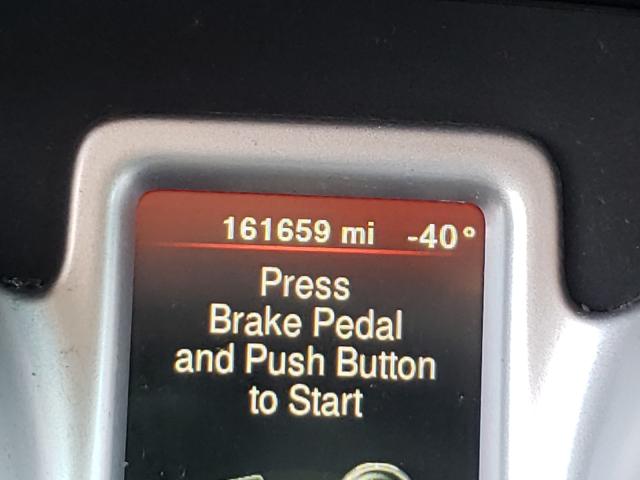 161659 mi -40°
Press
Brake Pedal
and Push Button
to Start